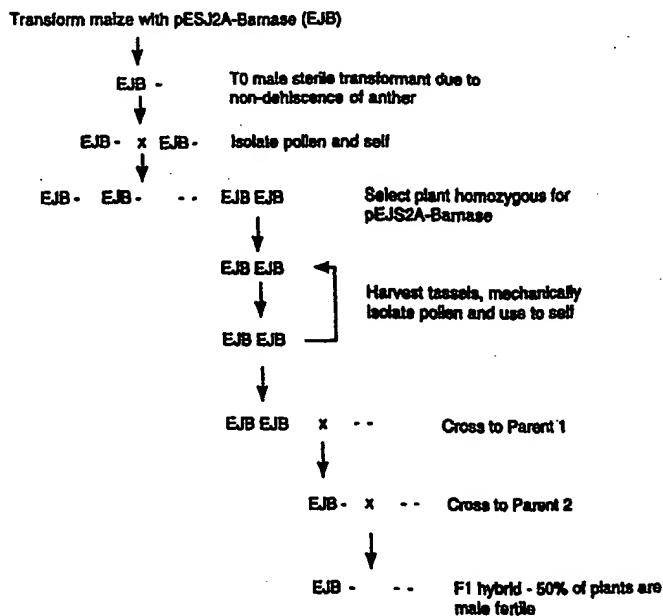 Transform maize with pESJ2A-Barnase (EJB)
EJB -
T0 male sterile transformant due to
non-dehiscence of anther
EJB - x EJB -
Isolate pollen and self
EJB - EJB - - - EJB EJB
Select plant homozygous for
pEJS2A-Barnase
EJB EJB
Harvest tassels, mechanically
isolate pollen and use to self
EJB EJB
EJB EJB x - -
Cross to Parent 1
EJB - x - -
Cross to Parent 2
EJB - - -
F1 hybrid - 50% of plants are
male fertile